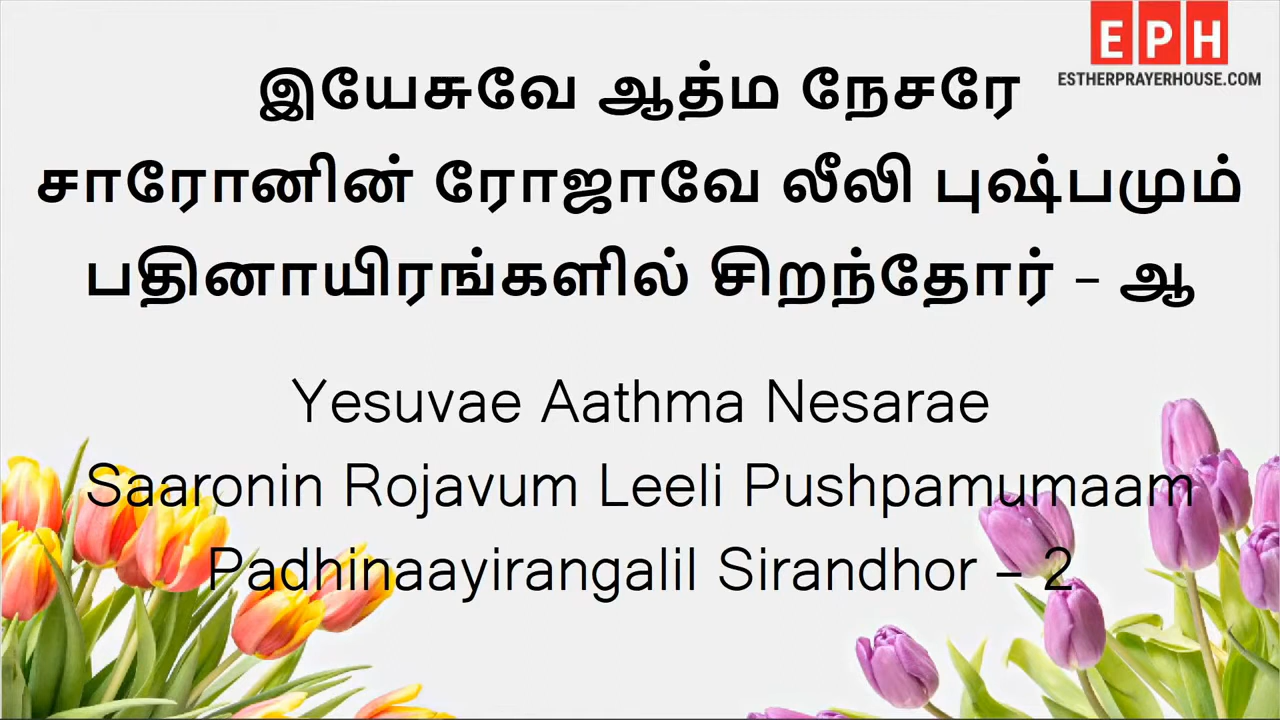 EPH
ESTHERPRAYERHOUSE.COM
இயேசுவே ஆத்ம நேசரே
சாரோனின் ரோஜாவே லீலி புஷ்பமும்
பதினாயிரங்களில் சிறந்தோர் – ஆ
Yesuvae Aathma Nesarae
Saaronin Rojavum Leeli Pushpamumaam
Padhinaayirangalil Sirandhor – 2